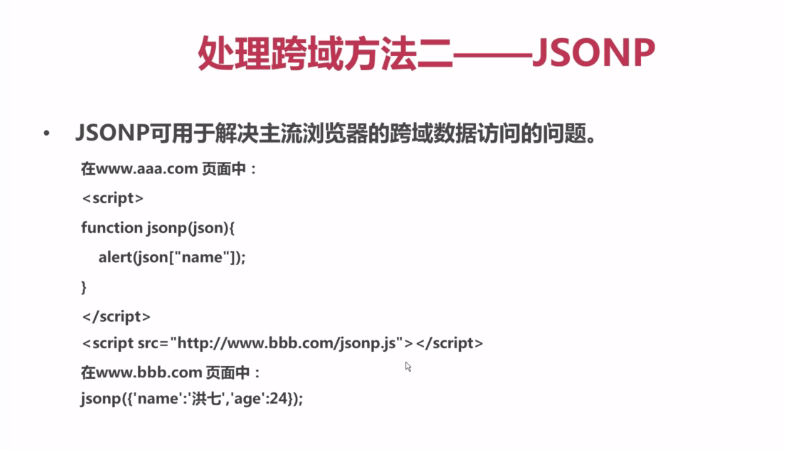 处理跨域方法二——JSONP
• JSONP可用于解决主流浏览器的跨域数据访问的问题。
在www.aaa.com 页面中：
<script>
function jsonp(json){
alert(json["name"]);
}
</script>
<script src="http://www.bbb.com/jsonp.js"></script>
在www.bbb.com 页面中：
jsonp({'name':'洪七','age':24});